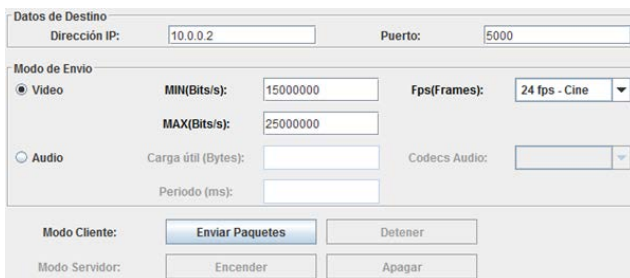 Datos de Destino
Dirección IP: 10.0.0.2 Puerto: 5000
Modo de Envio
Video MIN(Bits/s): 15000000 Fps(Frames): 24 fps - Cine
MAX(Bits/s): 25000000
Audio Carga útil (Bytes): Codecs Audio:
Periodo (ms):
Modo Cliente: Enviar Paquetes Detener
Modo Servidor: Encender Apagar